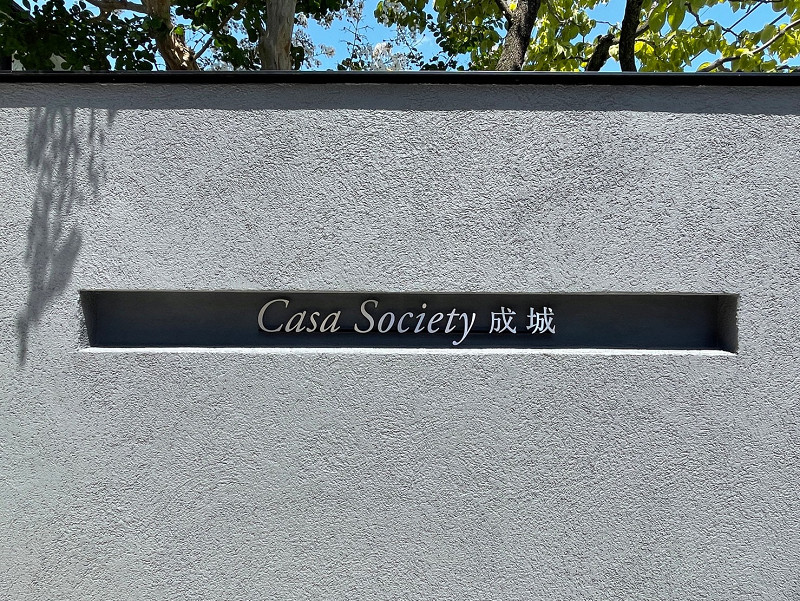 Casa Society 成城